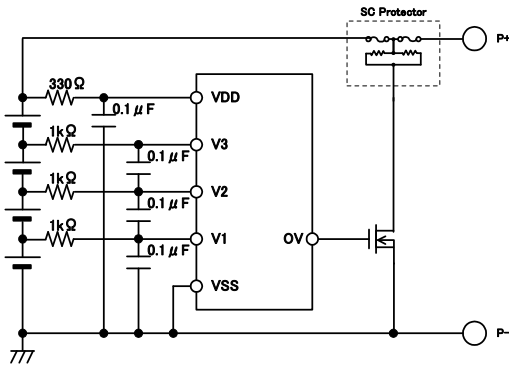 SC Protector
P+
330Ω
VDD
0.1μF
1kΩ
V3
0.1μF
1kΩ
V2
0.1μF
1kΩ
V1
OV
0.1μF
VSS
P-